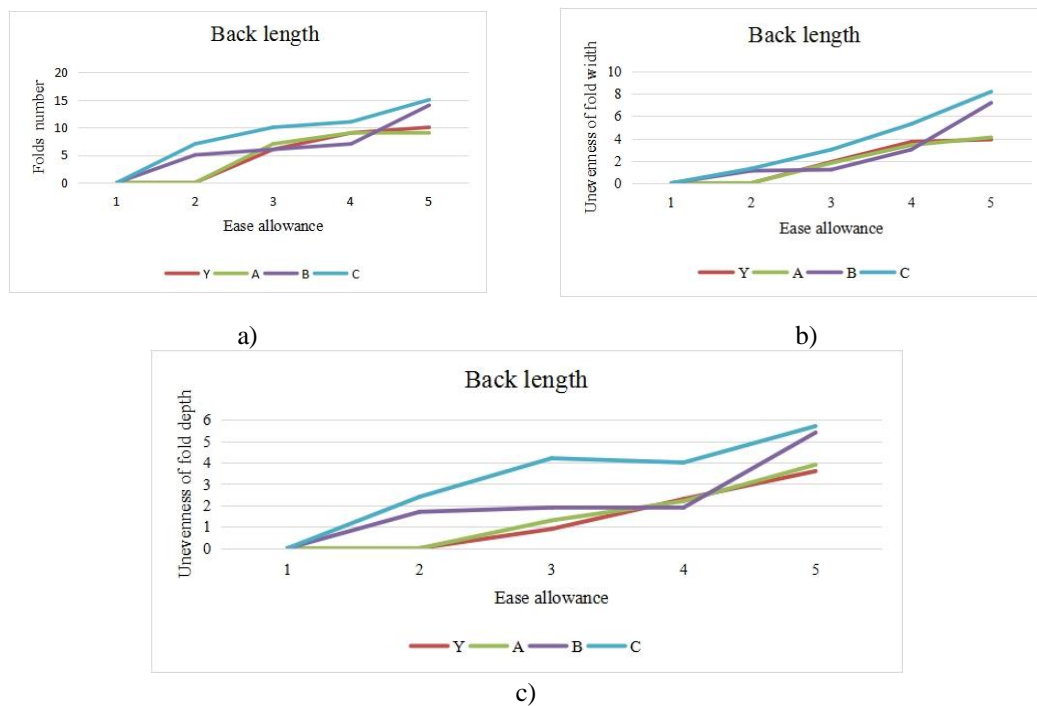 Back length
Folds number
20
15
10
5
0
1 2 3 4 5
Ease allowance
Y A B C
a)
Back length
Unevenness of fold width
10
8
6
4
2
0
1 2 3 4 5
Ease allowance
Y A B C
b)
Back length
Unevenness of fold depth
6
5
4
3
2
1
0
1 2 3 4 5
Ease allowance
Y A B C
c)